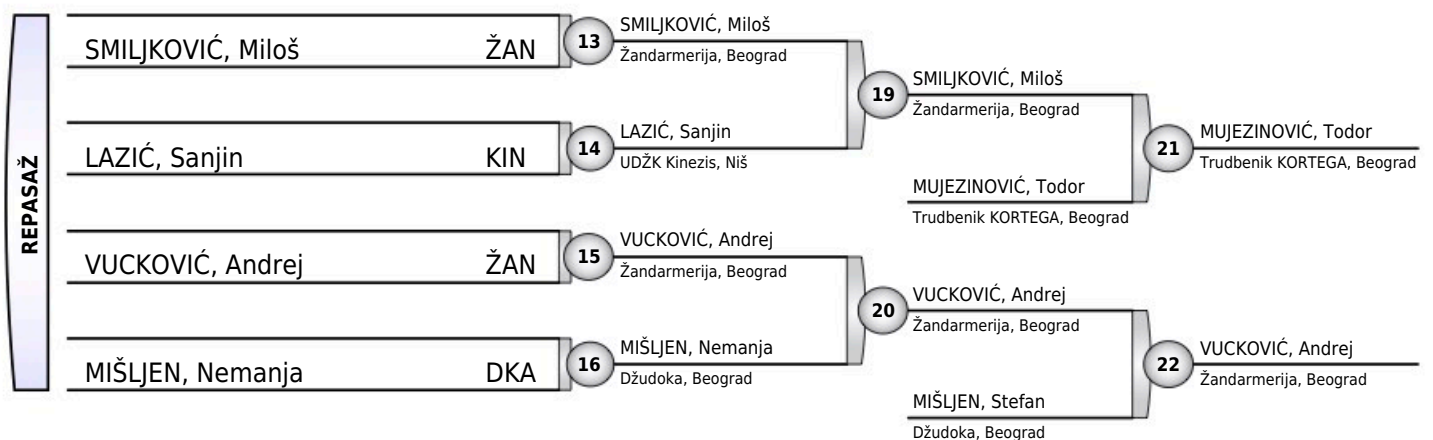 REPASAŽ
SMILJKOVIĆ, Miloš ŽAN
LAZIĆ, Sanjin KIN
VUCKOVIĆ, Andrej ŽAN
MIŠLJEN, Nemanja DKA
13
SMILJKOVIĆ, Miloš
Žandarmerija, Beograd
14
LAZIĆ, Sanjin
UDŽK Kinezis, Niš
15
VUCKOVIĆ, Andrej
Žandarmerija, Beograd
16
MIŠLJEN, Nemanja
Džudoka, Beograd
19
SMILJKOVIĆ, Miloš
Žandarmerija, Beograd
MUJEZINOVIĆ, Todor
Trudbenik KORTEGA, Beograd
20
VUCKOVIĆ, Andrej
Žandarmerija, Beograd
MIŠLJEN, Stefan
Džudoka, Beograd
21
MUJEZINOVIĆ, Todor
Trudbenik KORTEGA, Beograd
22
VUCKOVIĆ, Andrej
Žandarmerija, Beograd